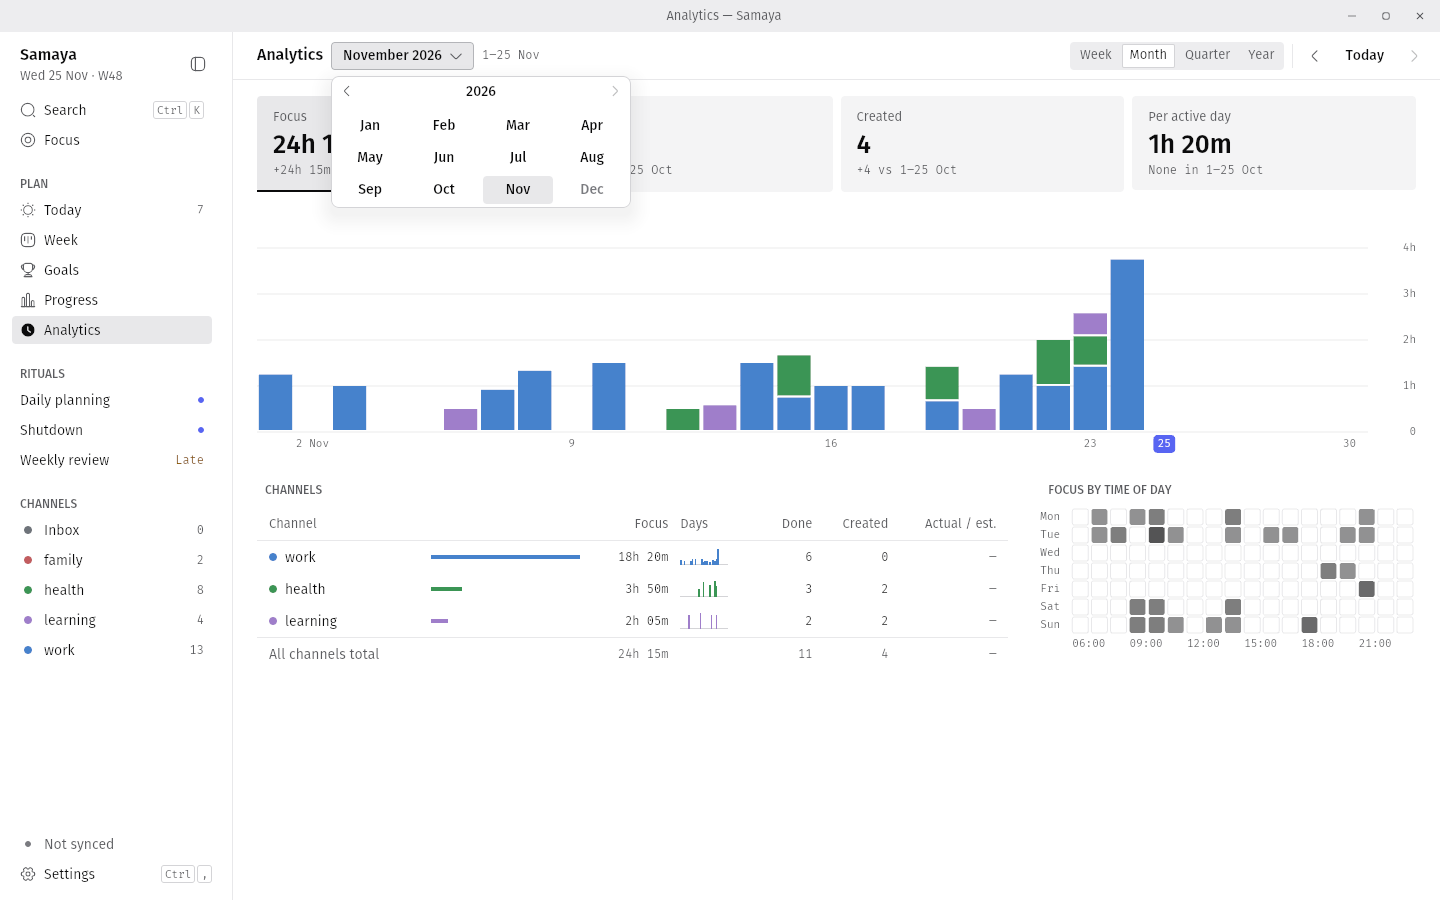 Analytics — Samaya
Samaya
Wed 25 Nov · W48
Search Ctrl K
Focus
PLAN
Today 7
Week
Goals
Progress
Analytics
RITUALS
Daily planning
Shutdown
Weekly review Late
CHANNELS
Inbox 0
family 2
health 8
learning 4
work 13
Not synced
Settings Ctrl ,
Analytics November 2026 1–25 Nov
Week Month Quarter Year Today
2026
Jan Feb Mar Apr
May Jun Jul Aug
Sep Oct Nov Dec
Focus
24h 1
+24h 15m
25 Oct
Created
4
+4 vs 1–25 Oct
Per active day
1h 20m
None in 1–25 Oct
4h
3h
2h
1h
0
2 Nov 9 16 23 25 30
CHANNELS
Channel Focus Days Done Created Actual / est.
work 18h 20m 6 0 —
health 3h 50m 3 2 —
learning 2h 05m 2 2 —
All channels total 24h 15m 11 4 —
FOCUS BY TIME OF DAY
Mon
Tue
Wed
Thu
Fri
Sat
Sun
06:00 09:00 12:00 15:00 18:00 21:00